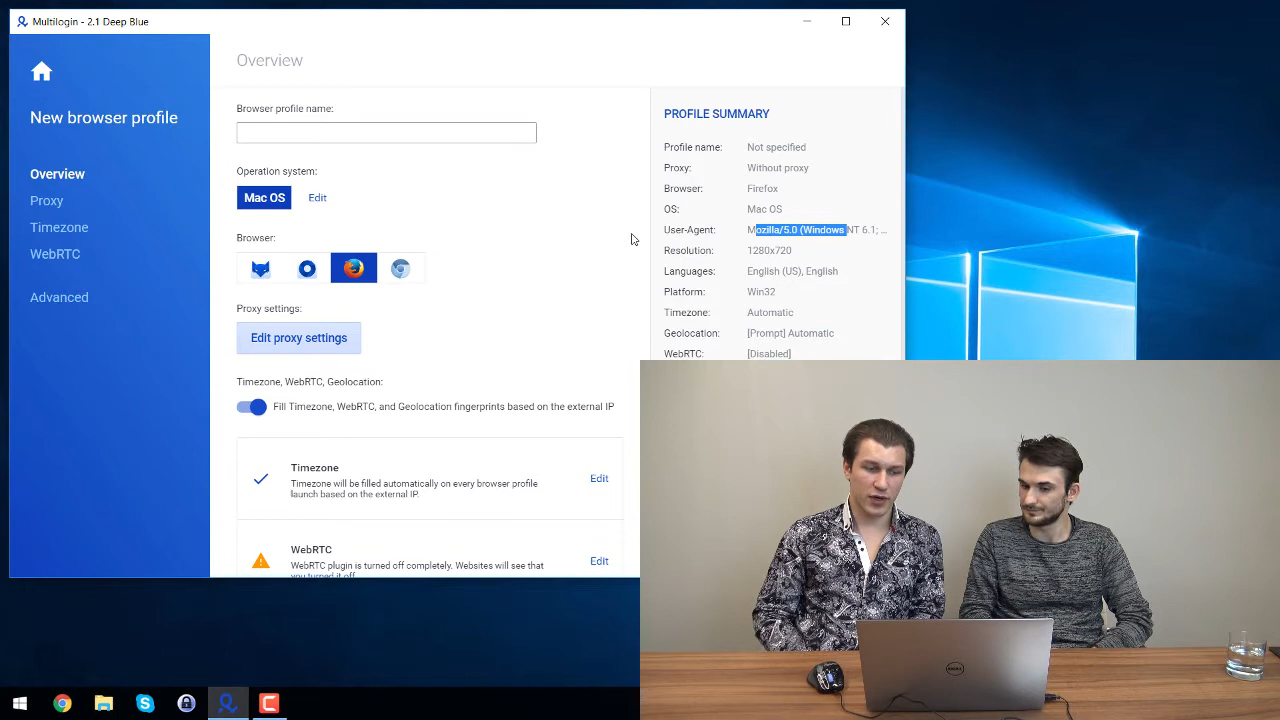 Multilogin - 2.1 Deep Blue
New browser profile
Overview
Proxy
Timezone
WebRTC
Advanced
Overview
Browser profile name:
Operation system:
Mac OS Edit
Browser:
Proxy settings:
Edit proxy settings
Timezone, WebRTC, Geolocation:
Fill Timezone, WebRTC, and Geolocation fingerprints based on the external IP
Timezone
Timezone will be filled automatically on every browser profile
launch based on the external IP.
Edit
WebRTC
WebRTC plugin is turned off completely. Websites will see that
you turned it off.
Edit
PROFILE SUMMARY
Profile name: Not specified
Proxy: Without proxy
Browser: Firefox
OS: Mac OS
User-Agent: Mozilla/5.0 (Windows NT 6.1; ...
Resolution: 1280x720
Languages: English (US), English
Platform: Win32
Timezone: Automatic
Geolocation: [Prompt] Automatic
WebRTC: [Disabled]
DELL